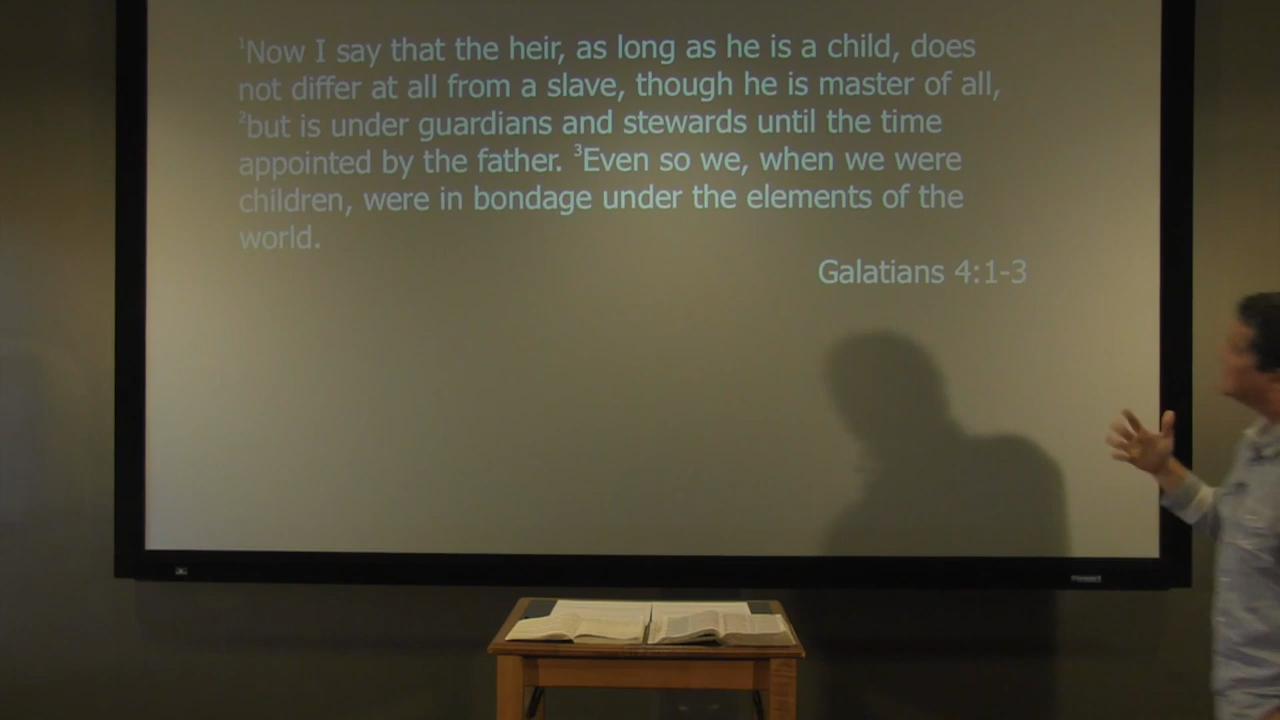 ¹Now I say that the heir, as long as he is a child, does
not differ at all from a slave, though he is master of all,
²but is under guardians and stewards until the time
appointed by the father. ³Even so we, when we were
children, were in bondage under the elements of the
world.
Galatians 4:1-3